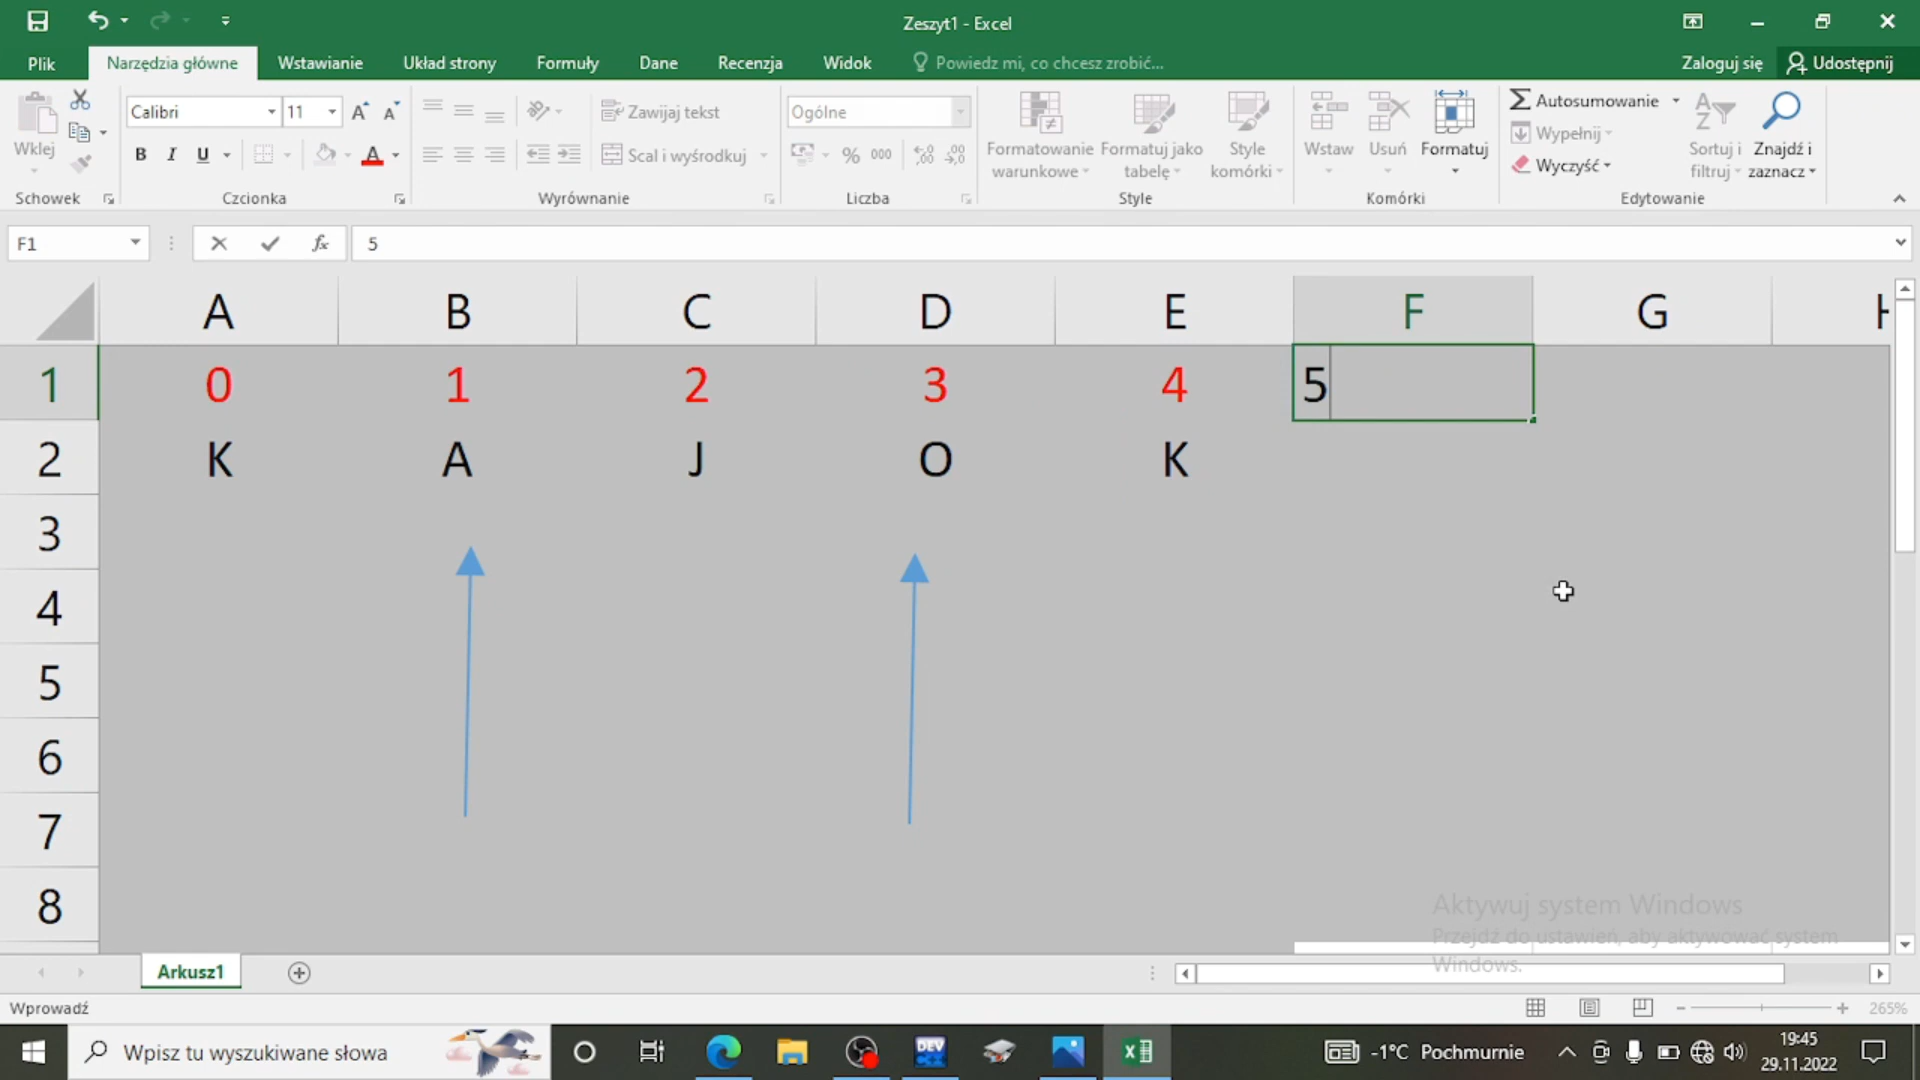 Zeszyt1 - Excel
Plik Narzędzia główne Wstawianie Układ strony Formuły Dane Recenzja Widok Powiedz mi, co chcesz zrobić... Zaloguj się Udostępnij
Calibri 11 Zawijaj tekst Ogólne Autosumowanie
Wypełnij
Wklej B I U A Scal i wyśrodkuj % 000 Formatowanie Formatuj jako Style Wstaw Usuń Formatuj Sortuj i Znajdź i
warunkowe tabelę komórki Wyczyść filtruj zaznacz
Schowek Czcionka Wyrównanie Liczba Style Komórki Edytowanie
F1 fx 5
A B C D E F G H
1 0 1 2 3 4 5
2 K A J O K
3
4
5
6
7
8
Aktywuj system Windows
Przejdź do ustawień, aby aktywować system
Windows.
Arkusz1
Wprowadź 265%
Wpisz tu wyszukiwane słowa DEV C++ -1°C Pochmurnie 19:45
29.11.2022